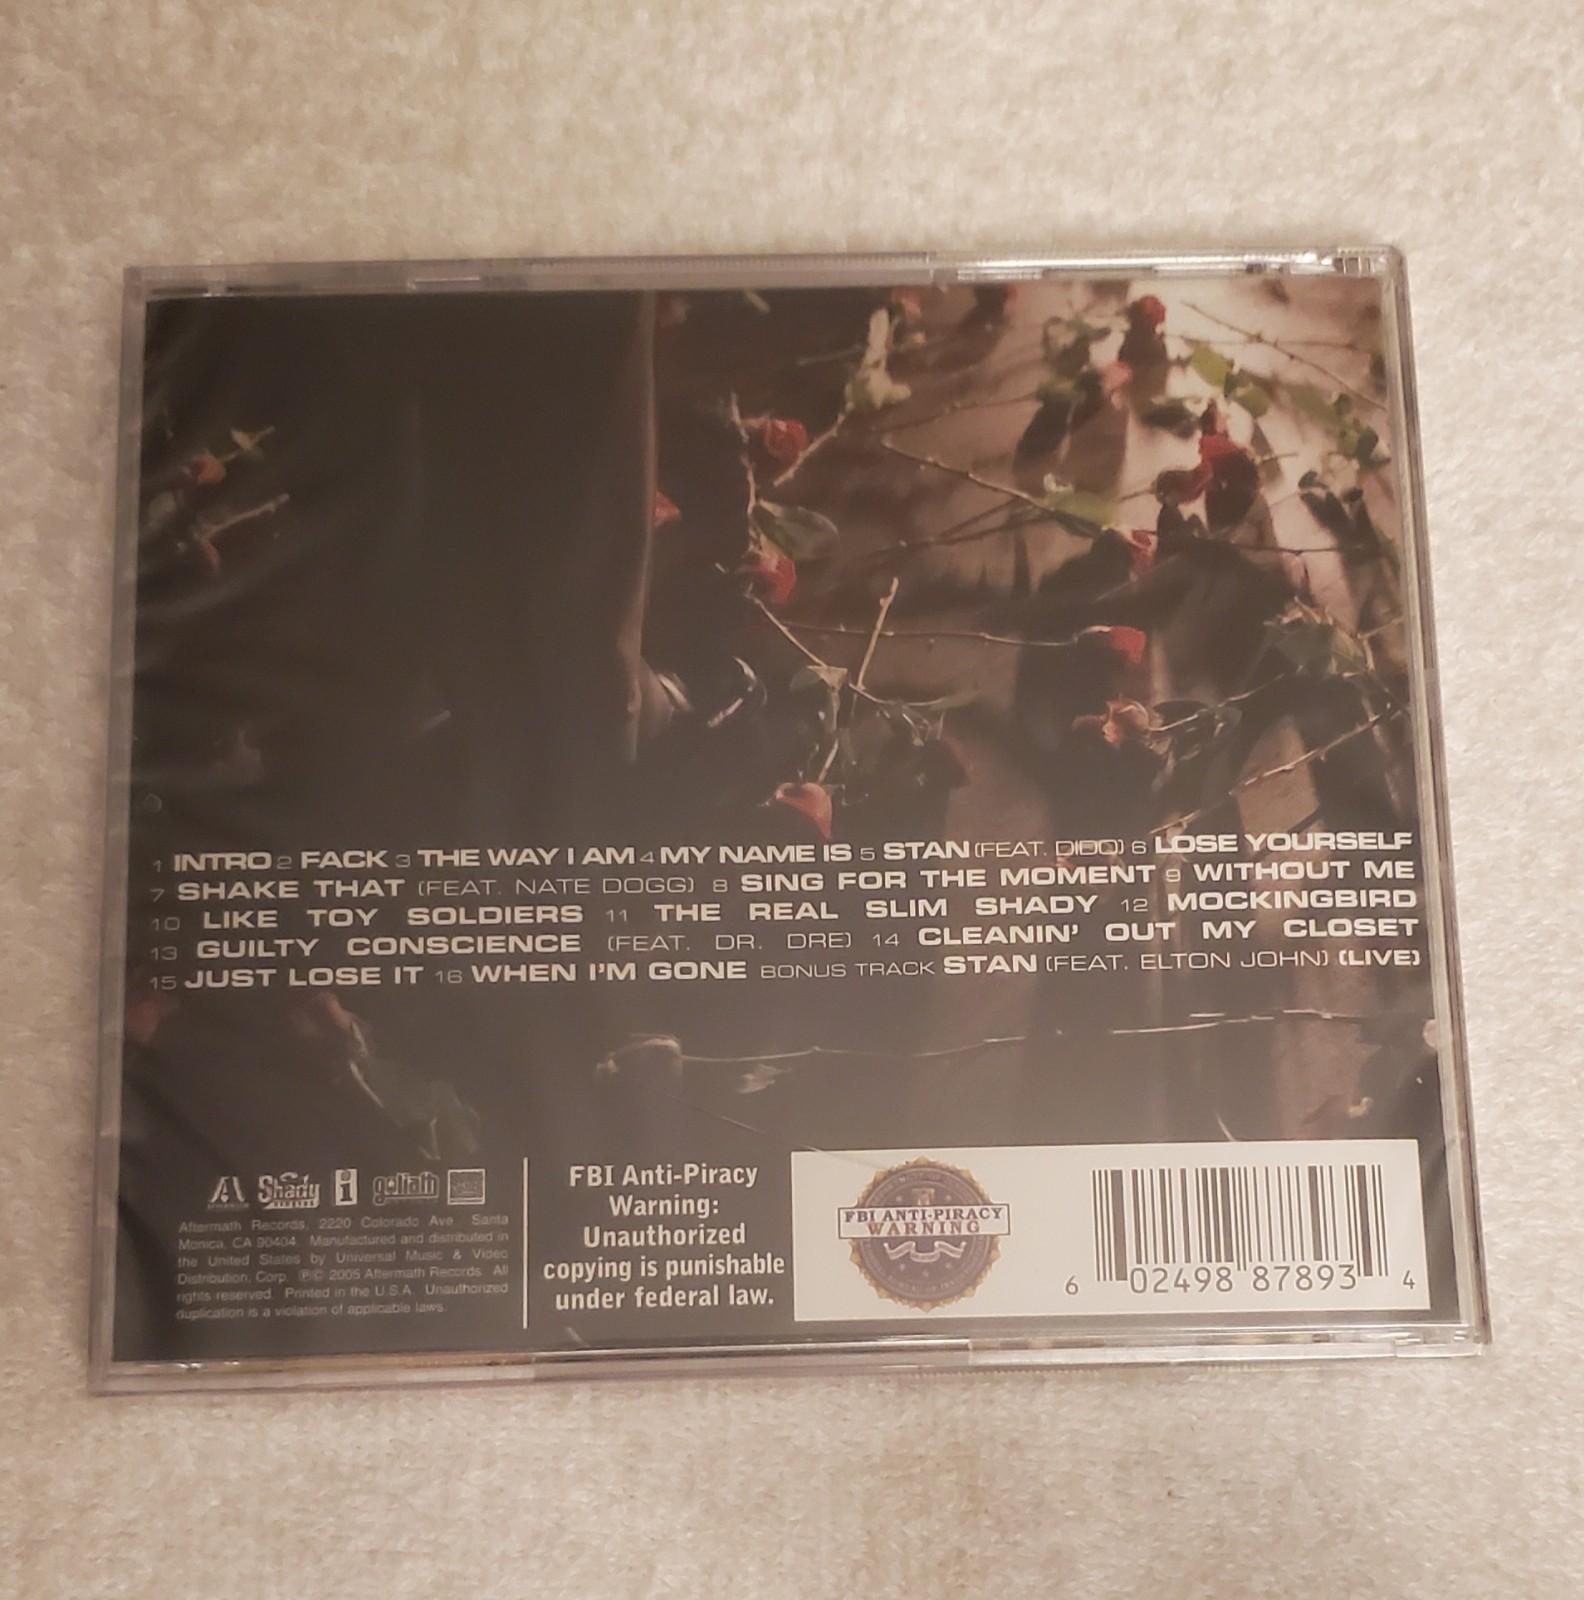 1 INTRO 2 FACK 3 THE WAY I AM 4 MY NAME IS 5 STAN (FEAT. DIDO) 6 LOSE YOURSELF
7 SHAKE THAT (FEAT. NATE DOGG) 8 SING FOR THE MOMENT 9 WITHOUT ME
10 LIKE TOY SOLDIERS 11 THE REAL SLIM SHADY 12 MOCKINGBIRD
13 GUILTY CONSCIENCE (FEAT. DR. DRE) 14 CLEANIN' OUT MY CLOSET
15 JUST LOSE IT 16 WHEN I'M GONE BONUS TRACK STAN (FEAT. ELTON JOHN) (LIVE)
Shady
i
goliath
Aftermath Records, 2220 Colorado Ave. Santa
Monica, CA 90404. Manufactured and distributed in
the United States by Universal Music & Video
Distribution, Corp. ℗© 2005 Aftermath Records. All
rights reserved. Printed in the U.S.A. Unauthorized
duplication is a violation of applicable laws.
FBI Anti-Piracy
Warning:
Unauthorized
copying is punishable
under federal law.
FBI ANTI-PIRACY
WARNING
6 02498 87893 4